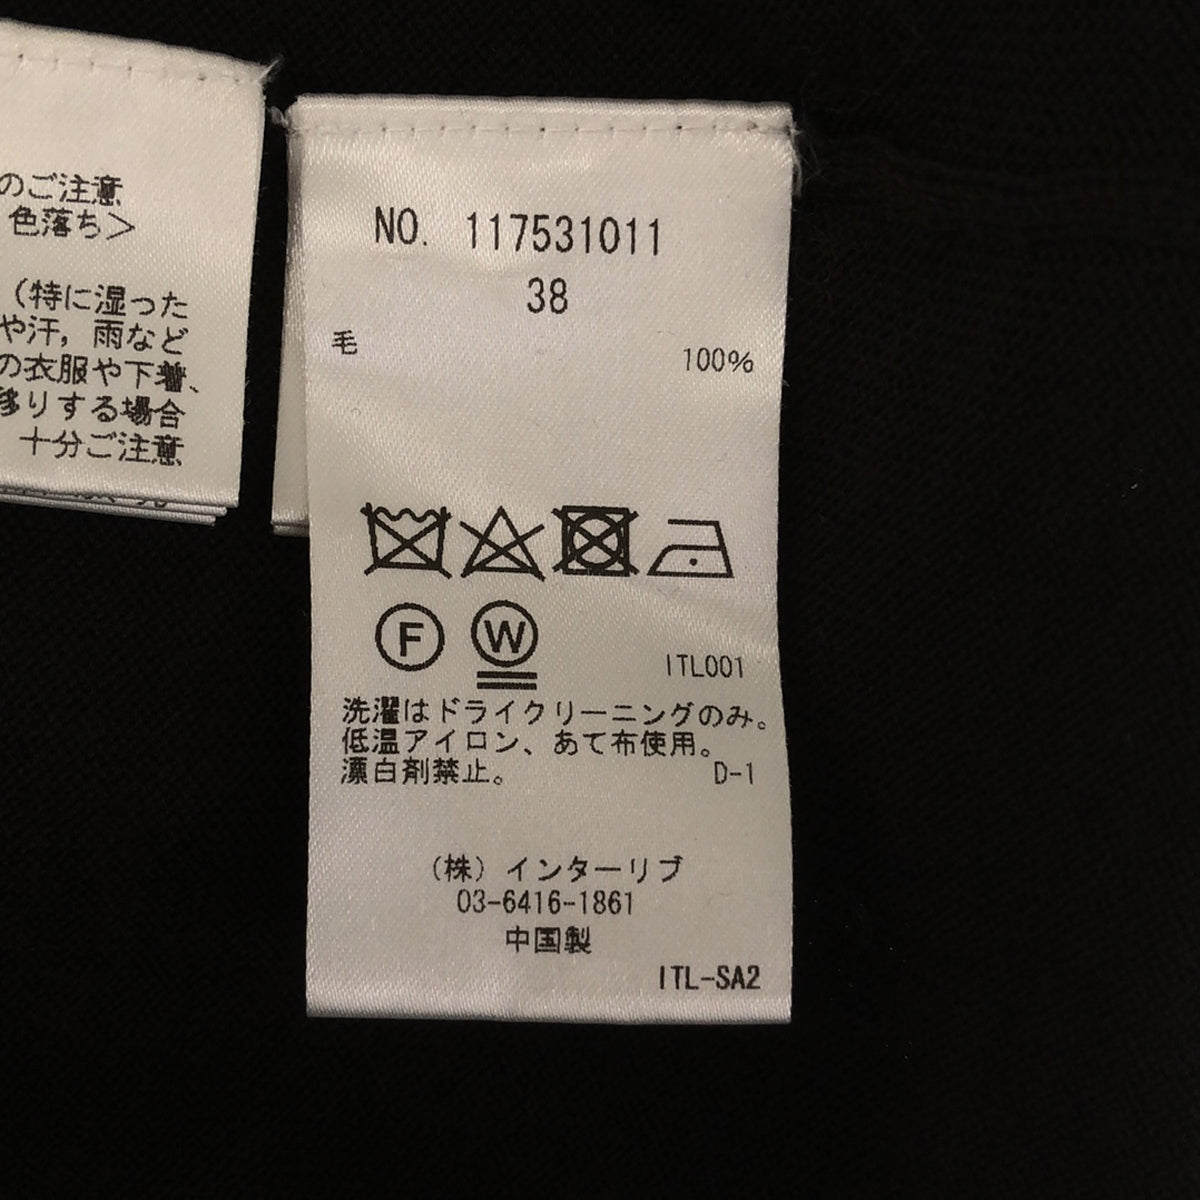 のご注意
色落ち＞
（特に湿った
や汗，雨など
の衣服や下着、
移りする場合
十分ご注意
NO. 117531011
38
毛 100%
F W
ITL001
洗濯はドライクリーニングのみ。
低温アイロン、あて布使用。
漂白剤禁止。 D-1
（株）インターリブ
03-6416-1861
中国製
ITL-SA2